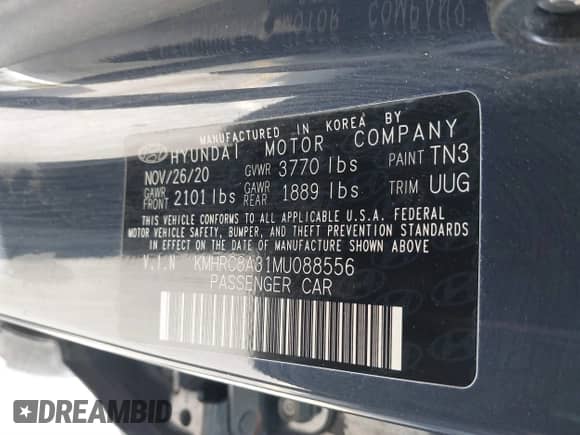 MANUFACTURED IN KOREA BY
HYUNDAI MOTOR COMPANY
NOV/26/20 GVWR 3770 lbs PAINT TN3
GAWR FRONT 2101 lbs GAWR REAR 1889 lbs TRIM UUG
THIS VEHICLE CONFORMS TO ALL APPLICABLE U.S.A. FEDERAL
MOTOR VEHICLE SAFETY, BUMPER, AND THEFT PREVENTION STANDARDS
IN EFFECT ON THE DATE OF MANUFACTURE SHOWN ABOVE.
V.I.N KMHRC8A31MU088556
PASSENGER CAR
DREAMBID